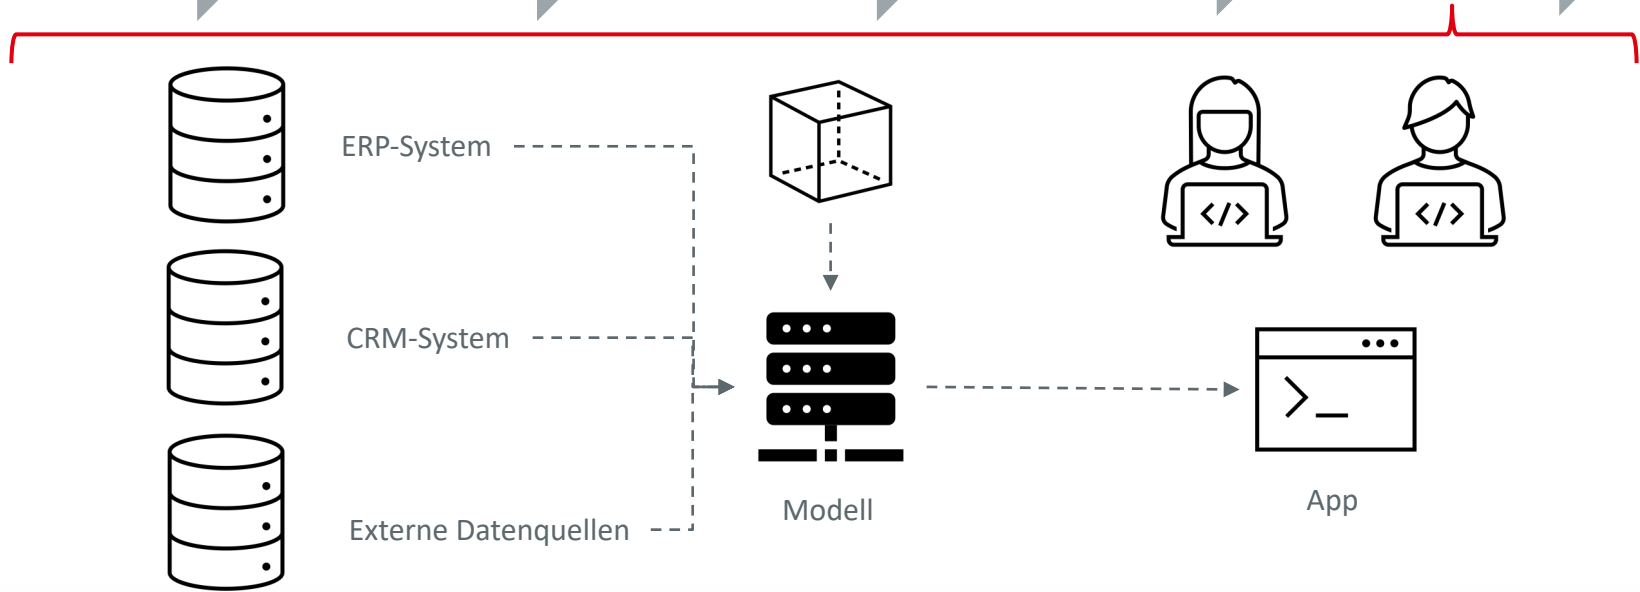 ERP-System
</>
</>
CRM-System
>_
Modell
App
Externe Datenquellen